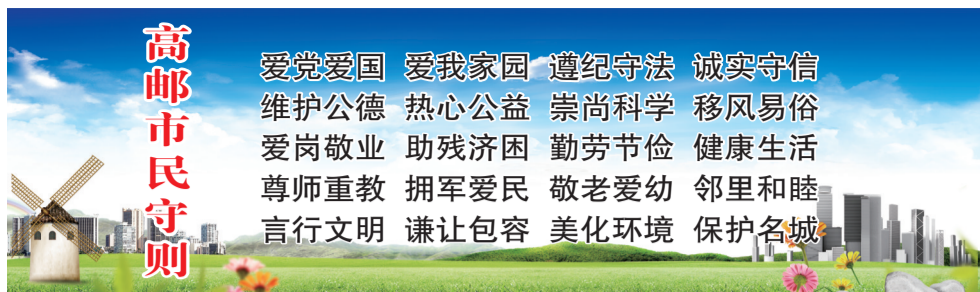 高邮市民守则
爱党爱国 爱我家园 遵纪守法 诚实守信
维护公德 热心公益 崇尚科学 移风易俗
爱岗敬业 助残济困 勤劳节俭 健康生活
尊师重教 拥军爱民 敬老爱幼 邻里和睦
言行文明 谦让包容 美化环境 保护名城